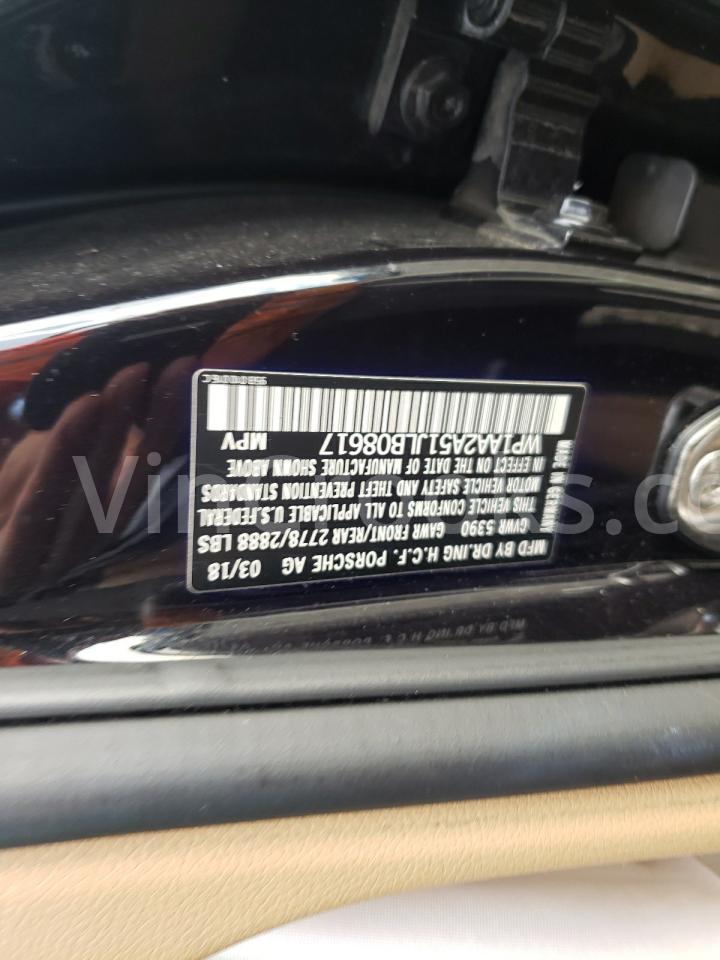 MFD BY DR.ING H.C.F. PORSCHE AG 03/18
GVWR 5390 GAWR FRONT/REAR 2778/2888 LBS
THIS VEHICLE CONFORMS TO ALL APPLICABLE U.S.FEDERAL
MOTOR VEHICLE SAFETY AND THEFT PREVENTION STANDARDS
IN EFFECT ON THE DATE OF MANUFACTURE SHOWN ABOVE
MADE IN GERMANY
WP1AA2A51JLB08617 MPV